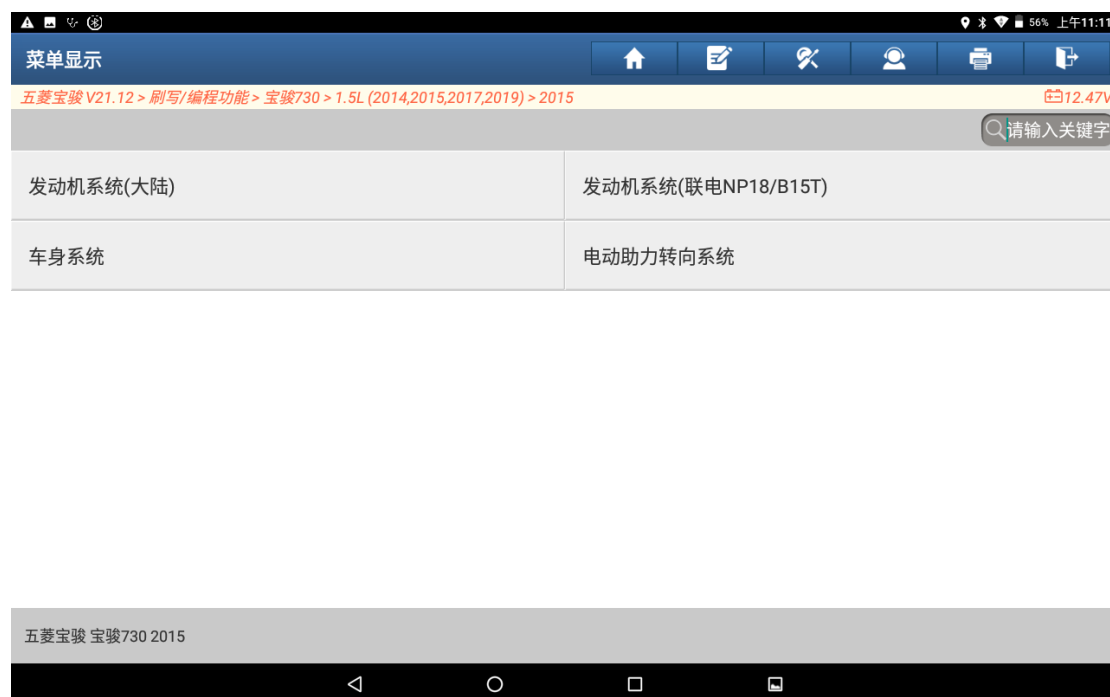 56% 上午11:11
菜单显示
五菱宝骏 V21.12 > 刷写/编程功能 > 宝骏730 > 1.5L (2014,2015,2017,2019) > 2015
12.47V
请输入关键字
发动机系统(大陆)
发动机系统(联电NP18/B15T)
车身系统
电动助力转向系统
五菱宝骏 宝骏730 2015